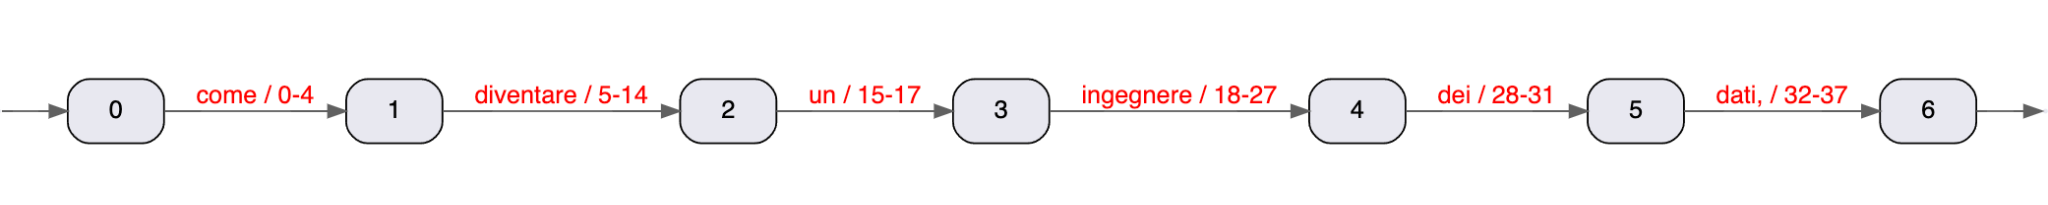 0 come / 0-4 1 diventare / 5-14 2 un / 15-17 3 ingegnere / 18-27 4 dei / 28-31 5 dati, / 32-37 6